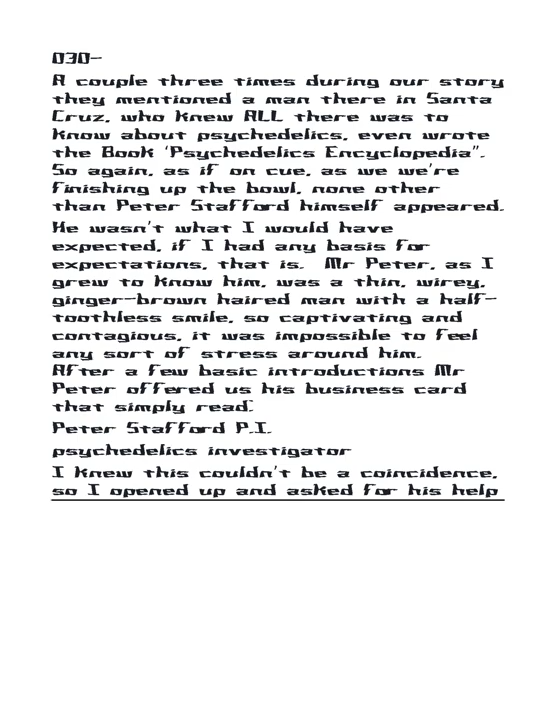 030-
A couple three times during our story
they mentioned a man there in Santa
Cruz, who knew ALL there was to
know about psychedelics, even wrote
the Book 'Psychedelics Encyclopedia".
So again, as if on cue, as we we're
finishing up the bowl, none other
than Peter Stafford himself appeared.
He wasn't what I would have
expected, if I had any basis for
expectations, that is.  Mr Peter, as I
grew to know him, was a thin, wirey,
ginger-brown haired man with a half-
toothless smile, so captivating and
contagious, it was impossible to feel
any sort of stress around him.
After a few basic introductions Mr
Peter offered us his business card
that simply read:
Peter Stafford P.I.
psychedelics investigator
I knew this couldn't be a coincidence,
so I opened up and asked for his help